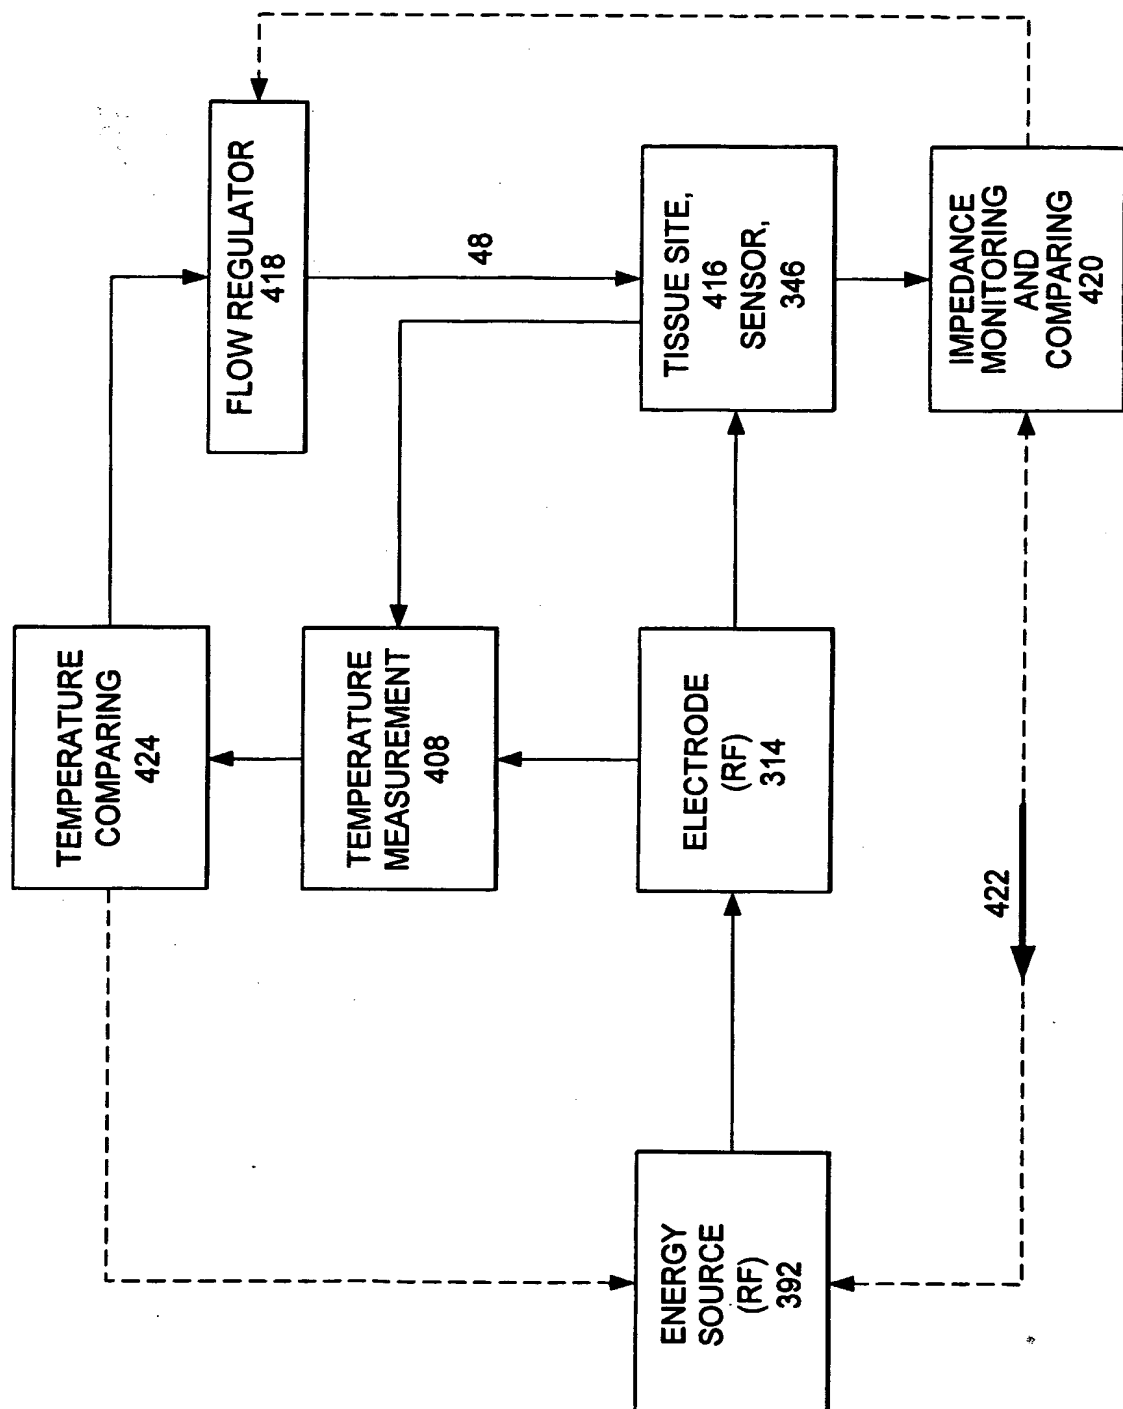 TEMPERATURE
COMPARING
424
FLOW REGULATOR
418
TEMPERATURE
MEASUREMENT
408
48
ENERGY
SOURCE
(RF)
392
ELECTRODE
(RF)
314
TISSUE SITE,
416
SENSOR,
346
422
IMPEDANCE
MONITORING
AND
COMPARING
420